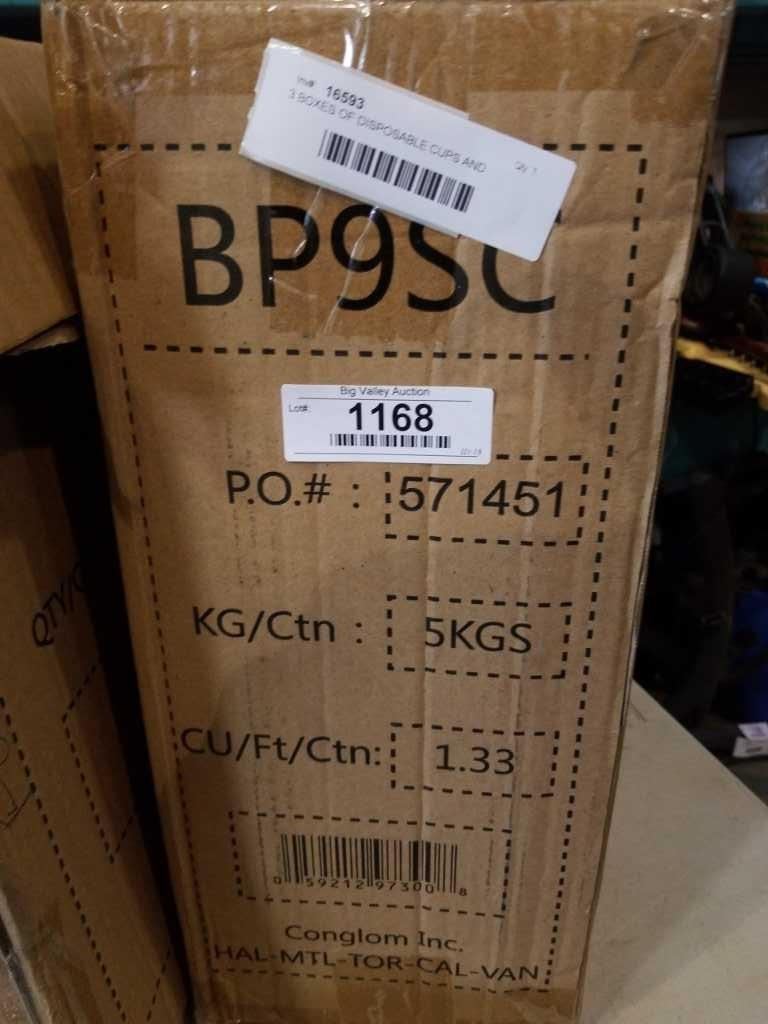 Inv#: 16593
3 BOXES OF DISPOSABLE CUPS AND
Qty: 1
BP9SC
Big Valley Auction
Lot#: 1168
P.O.# : 571451
KG/Ctn : 5KGS
CU/Ft/Ctn: 1.33
0 59212 97300 8
Conglom Inc.
HAL-MTL-TOR-CAL-VAN
QTY/C